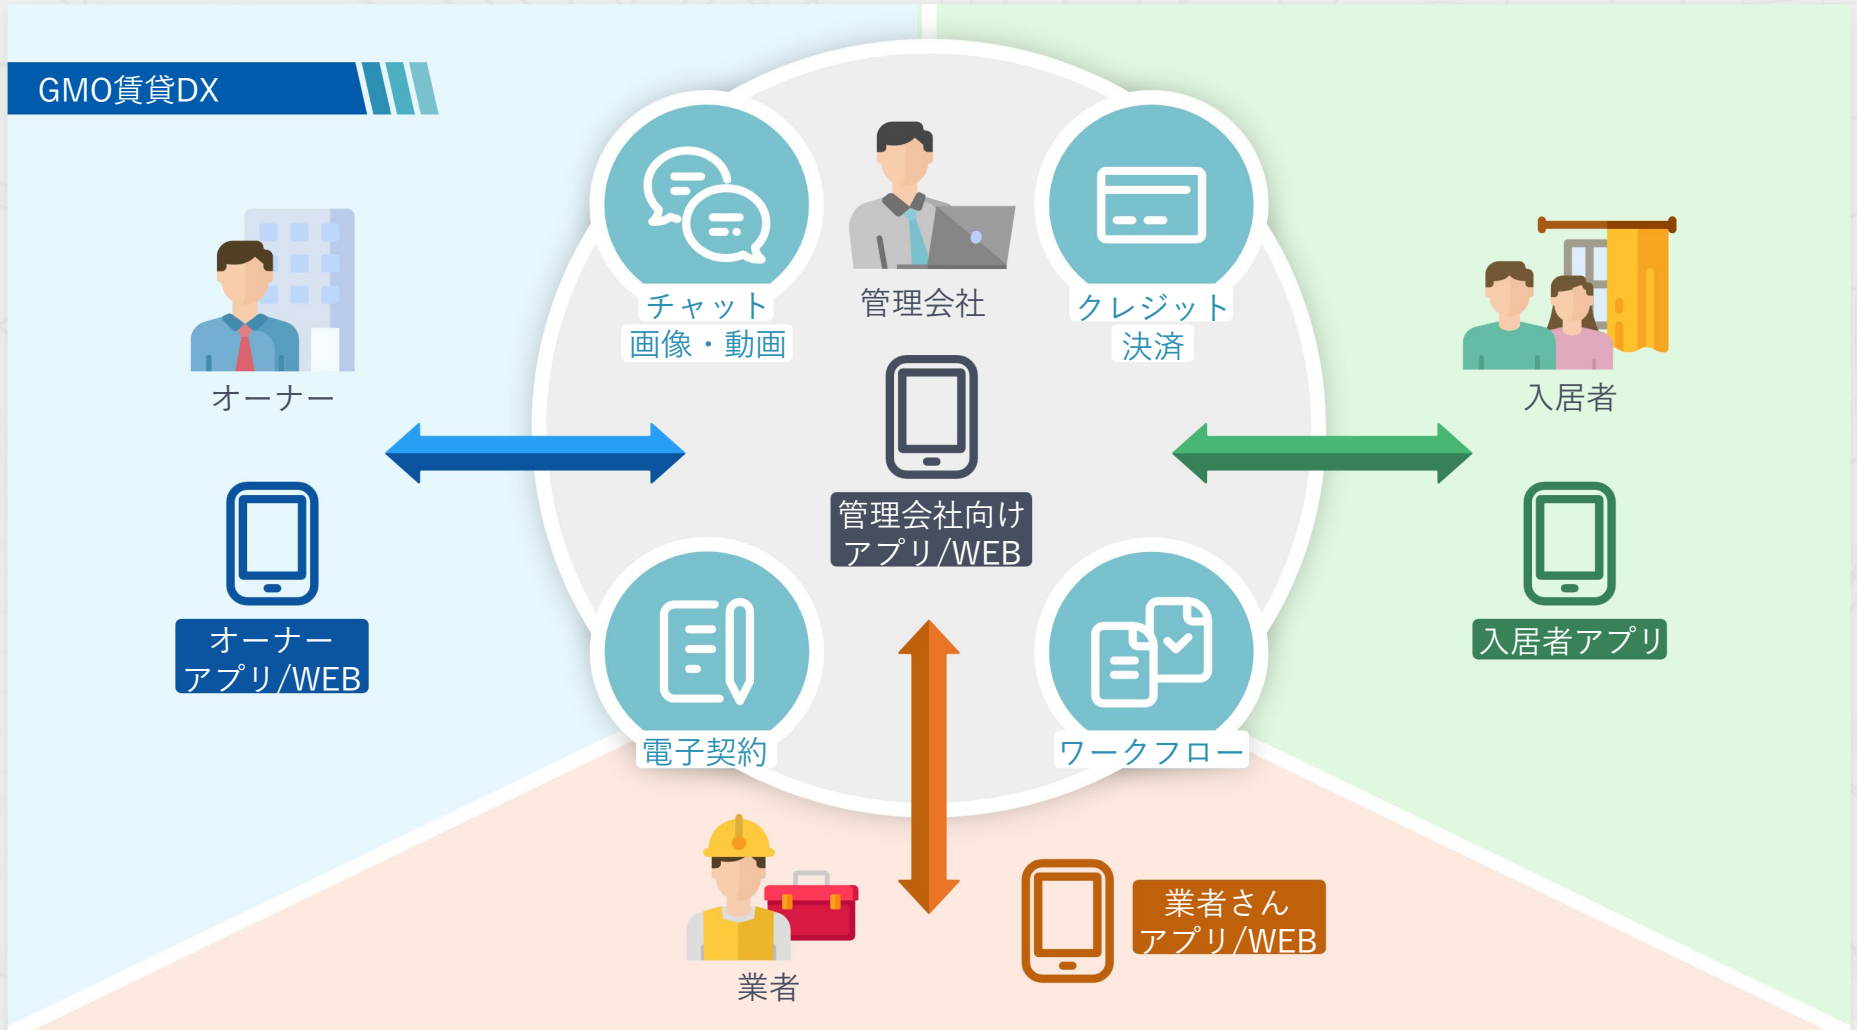 GMO賃貸DX
チャット
画像・動画
管理会社
クレジット
決済
オーナー
入居者
管理会社向け
アプリ/WEB
オーナー
アプリ/WEB
入居者アプリ
電子契約
ワークフロー
業者
業者さん
アプリ/WEB